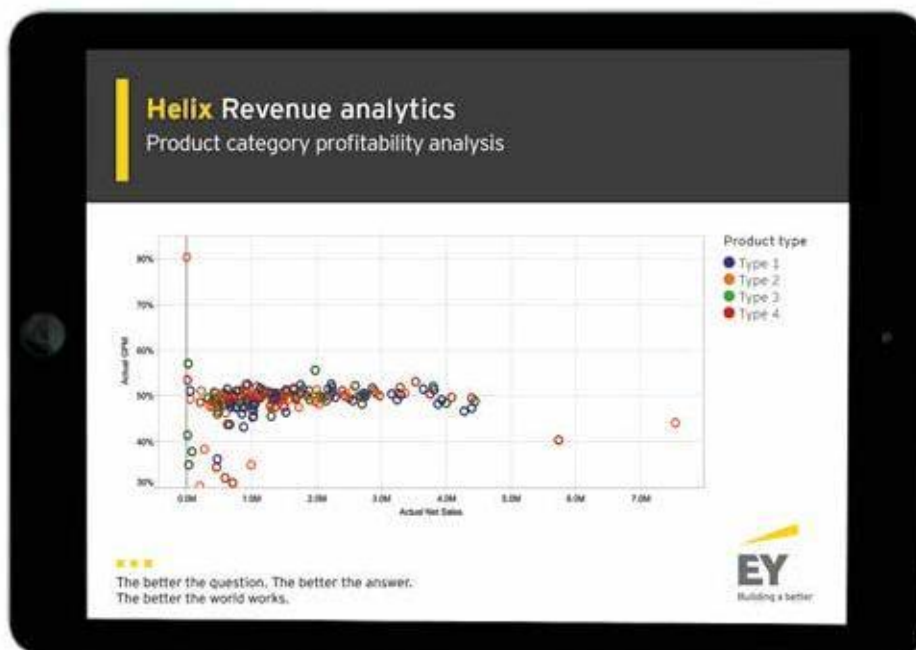 Helix Revenue analytics
Product category profitability analysis
Product type
Type 1
Type 2
Type 3
Type 4
Actual GPM
80%
70%
60%
50%
40%
30%
0.0M 1.0M 2.0M 3.0M 4.0M 5.0M 6.0M 7.0M
Actual Net Sales
The better the question. The better the answer.
The better the world works.
EY
Building a better